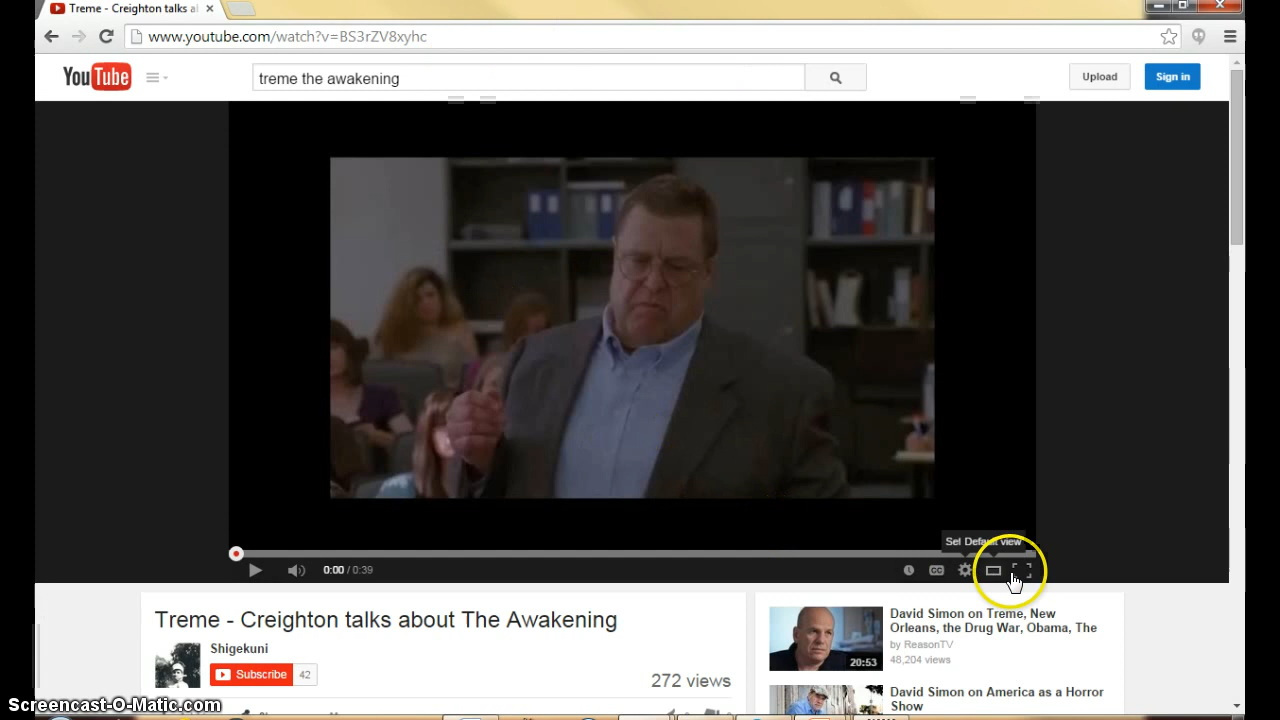 Treme - Creighton talks a
www.youtube.com/watch?v=BS3rZV8xyhc
YouTube
treme the awakening
Upload
Sign in
Set Default view
0:00 / 0:39
CC
Treme - Creighton talks about The Awakening
Shigekuni
Subscribe 42
272 views
20:53
David Simon on Treme, New
Orleans, the Drug War, Obama, The
by ReasonTV
48,204 views
David Simon on America as a Horror
Show
Screencast-O-Matic.com